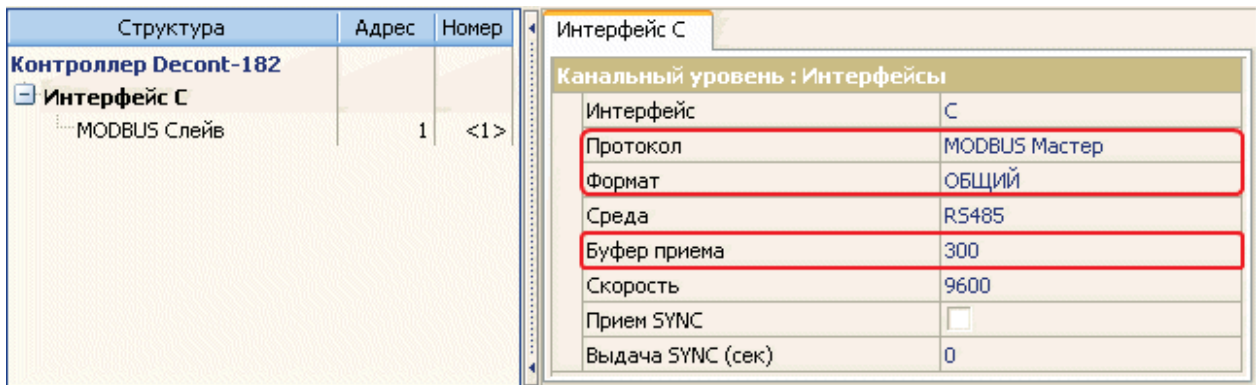 Структура Адрес Номер
Контроллер Decont-182
Интерфейс C
MODBUS Слейв 1 <1>
Интерфейс C
Канальный уровень : Интерфейсы
Интерфейс C
Протокол MODBUS Мастер
Формат ОБЩИЙ
Среда RS485
Буфер приема 300
Скорость 9600
Прием SYNC
Выдача SYNC (сек) 0